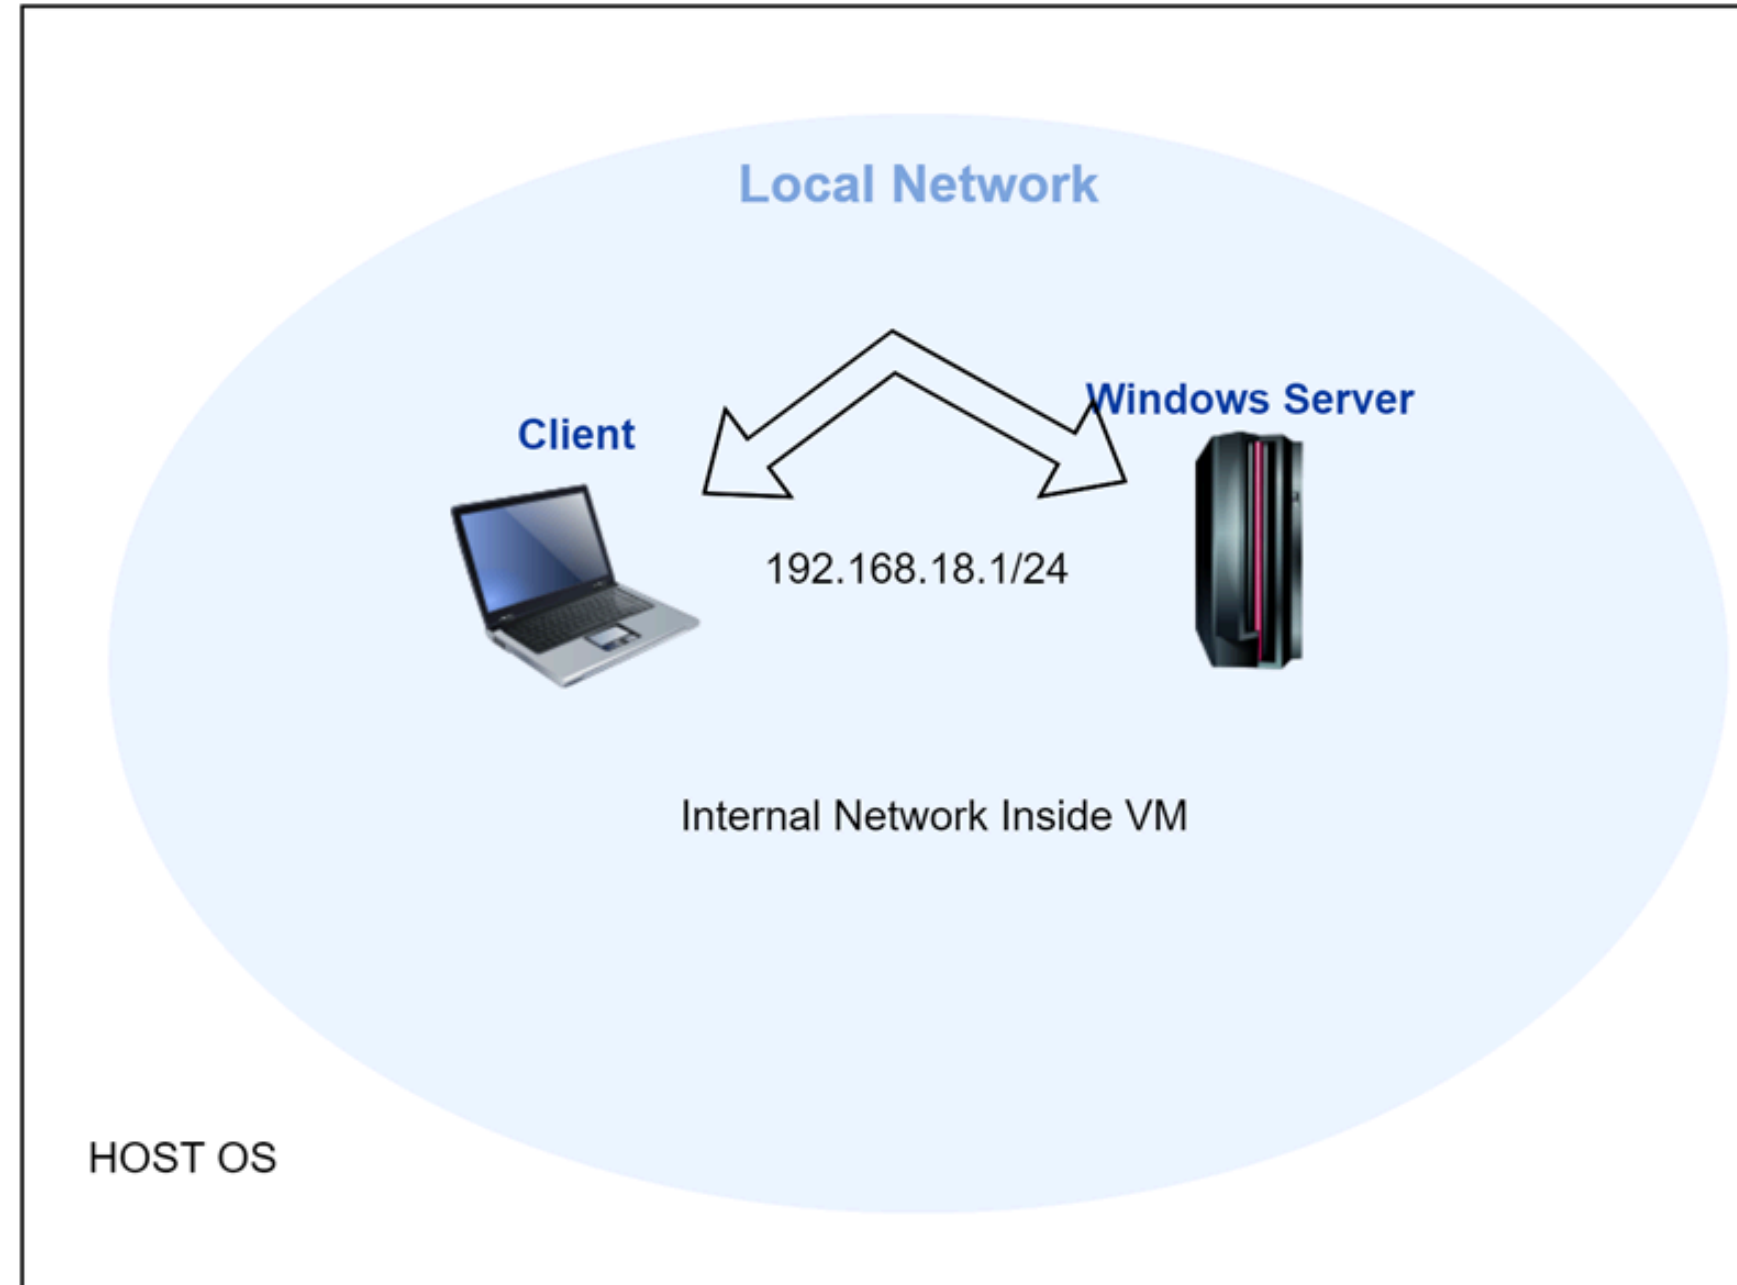 Local Network
Windows Server
Client
192.168.18.1/24
Internal Network Inside VM
HOST OS